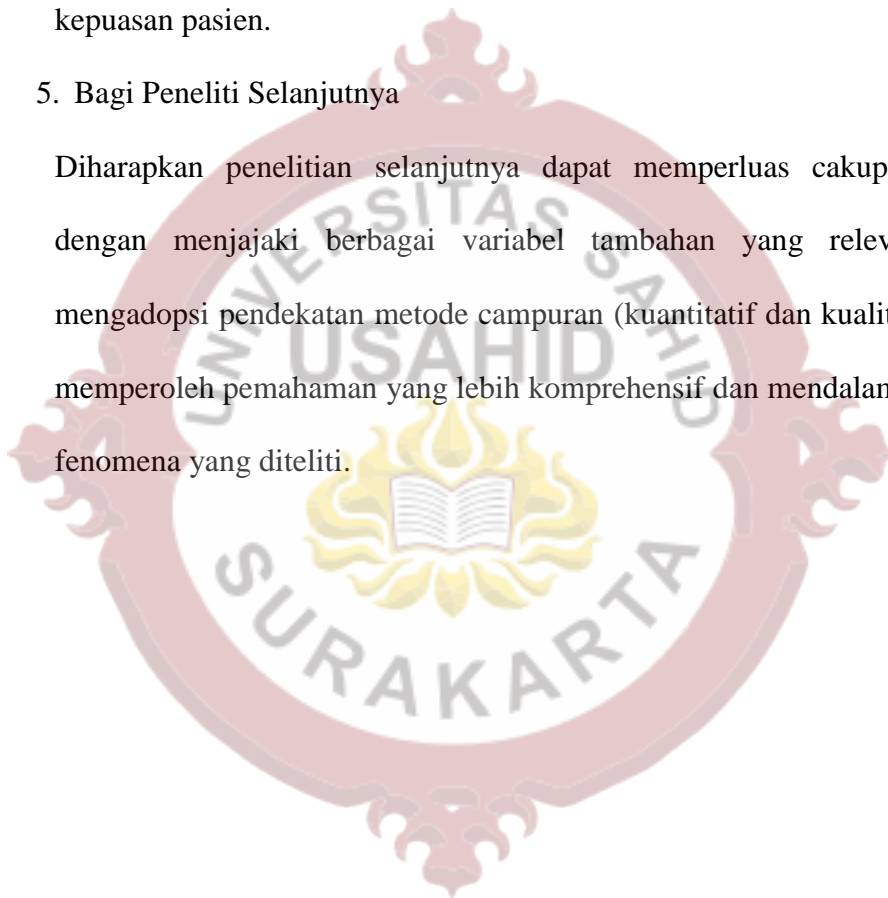 kepuasan pasien.
5. Bagi Peneliti Selanjutnya
Diharapkan penelitian selanjutnya dapat memperluas cakup
dengan menjajaki berbagai variabel tambahan yang relev
mengadopsi pendekatan metode campuran (kuantitatif dan kualit
memperoleh pemahaman yang lebih komprehensif dan mendalam
fenomena yang diteliti.
UNIVERSITAS SAHID
USAHID
SURAKARTA